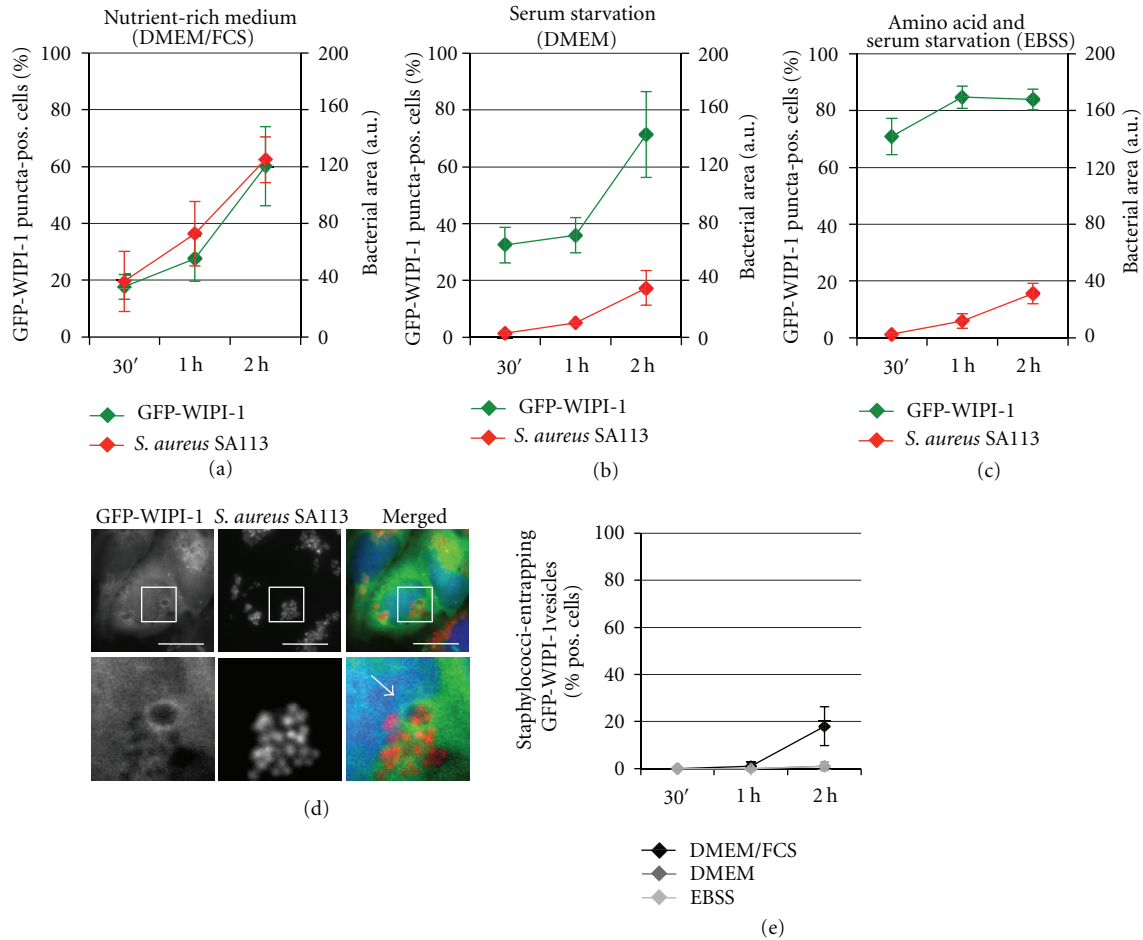 (a)
Nutrient-rich medium
(DMEM/FCS)
GFP-WIPI-1 puncta-pos. cells (%)
100
80
60
40
20
0
200
160
120
80
40
0
Bacterial area (a.u.)
30′ 1 h 2 h
GFP-WIPI-1
S. aureus SA113
(b)
Serum starvation
(DMEM)
GFP-WIPI-1 puncta-pos. cells (%)
100
80
60
40
20
0
200
160
120
80
40
0
Bacterial area (a.u.)
30′ 1 h 2 h
GFP-WIPI-1
S. aureus SA113
(c)
Amino acid and
serum starvation (EBSS)
GFP-WIPI-1 puncta-pos. cells (%)
100
80
60
40
20
0
200
160
120
80
40
0
Bacterial area (a.u.)
30′ 1 h 2 h
GFP-WIPI-1
S. aureus SA113
GFP-WIPI-1 S. aureus SA113 Merged
(d)
Staphylococci-entrapping
GFP-WIPI-1vesicles
(% pos. cells)
100
80
60
40
20
0
30′ 1 h 2 h
DMEM/FCS
DMEM
EBSS
(e)